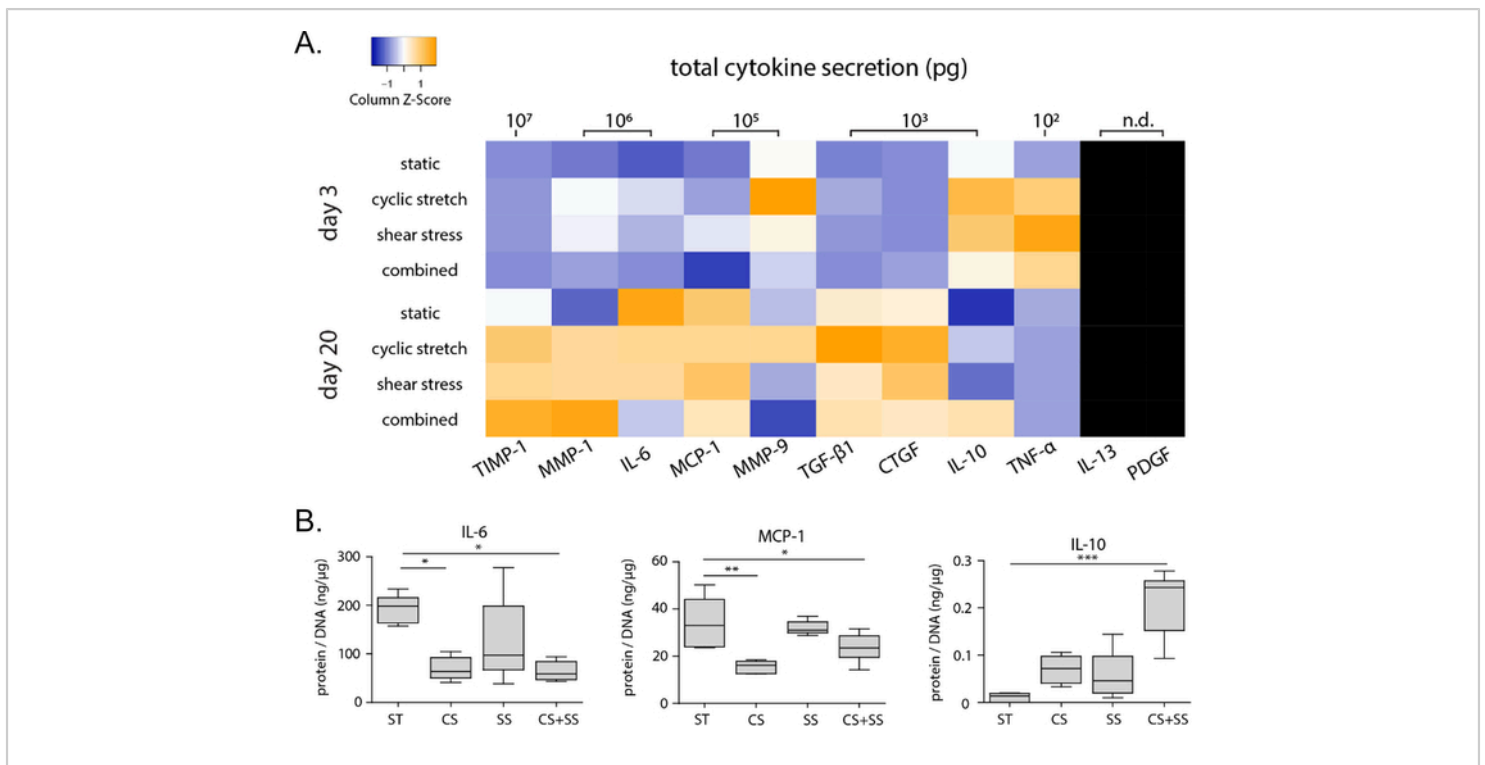 A.
total cytokine secretion (pg)
−1 1
Column Z-Score
10⁷ 10⁶ 10⁵ 10³ 10² n.d.
day 3
static
cyclic stretch
shear stress
combined
day 20
static
cyclic stretch
shear stress
combined
TIMP-1 MMP-1 IL-6 MCP-1 MMP-9 TGF-β1 CTGF IL-10 TNF-α IL-13 PDGF
B.
IL-6
*
*
protein / DNA (ng/µg)
300
200
100
0
ST CS SS CS+SS
MCP-1
*
**
protein / DNA (ng/µg)
60
40
20
0
ST CS SS CS+SS
IL-10
***
protein / DNA (ng/µg)
0.3
0.2
0.1
0
ST CS SS CS+SS